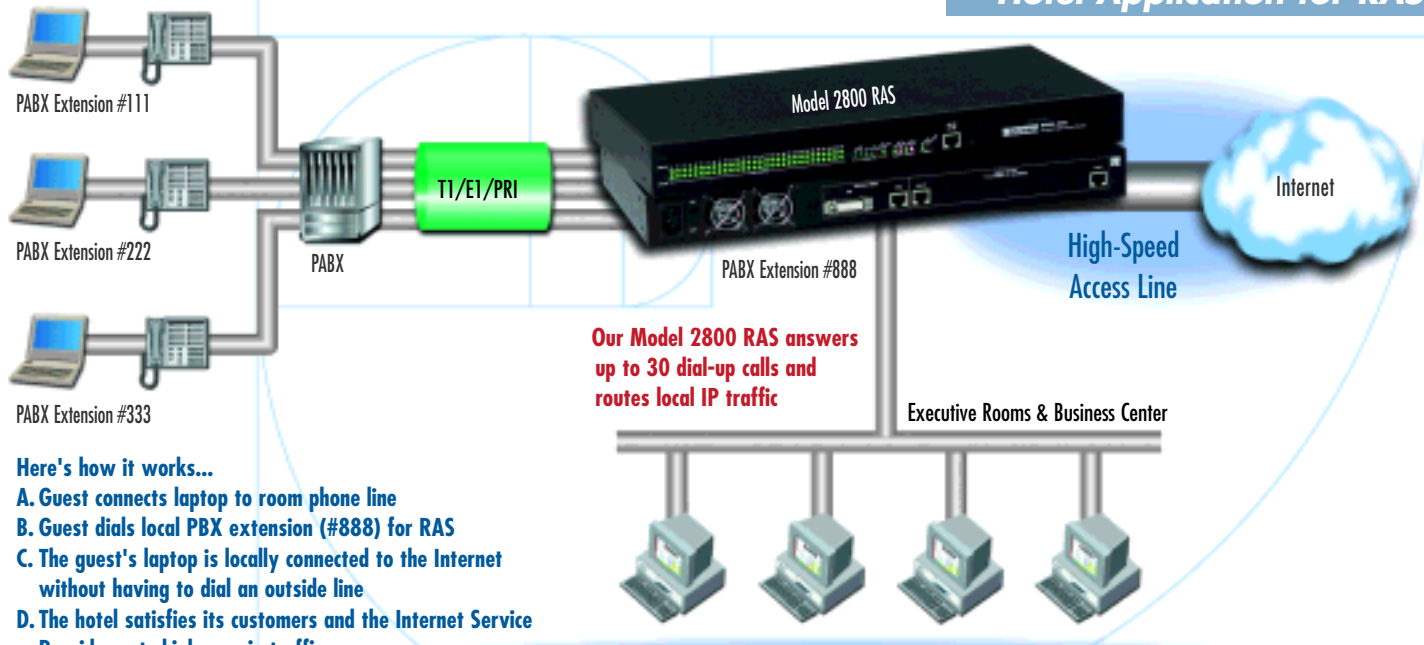 Hotel Application for RAS
PABX Extension #111
PABX Extension #222
PABX Extension #333
PABX
T1/E1/PRI
Model 2800 RAS
PABX Extension #888
Internet
High-Speed
Access Line
Our Model 2800 RAS answers
up to 30 dial-up calls and
routes local IP traffic
Executive Rooms & Business Center
Here's how it works...
A. Guest connects laptop to room phone line
B. Guest dials local PBX extension (#888) for RAS
C. The guest's laptop is locally connected to the Internet
without having to dial an outside line
D. The hotel satisfies its customers and the Internet Service